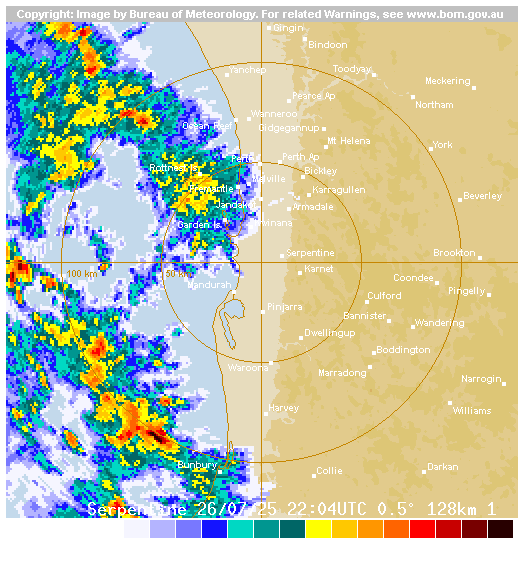 Copyright: Image by Bureau of Meteorology. For related Warnings, see www.bom.gov.au
Gingin
Bindoon
Yanchep
Toodyay
Meckering
Pearce Ap
Northam
Wanneroo
Ocean Reef
Gidgegannup
Mt Helena
York
Perth
Perth Ap
Rottnest Is.
Bickley
Melville
Fremantle
Karragullen
Beverley
Jandakot
Armadale
Garden Is.
Kwinana
Serpentine
Brookton
100 km
50 km
Karnet
Coondee
Mandurah
Pingelly
Culford
Pinjarra
Bannister
Wandering
Dwellingup
Boddington
Waroona
Marradong
Narrogin
Harvey
Williams
Bunbury
Collie
Darkan
Serpentine 26/07/25 22:04UTC 0.5° 128km 1